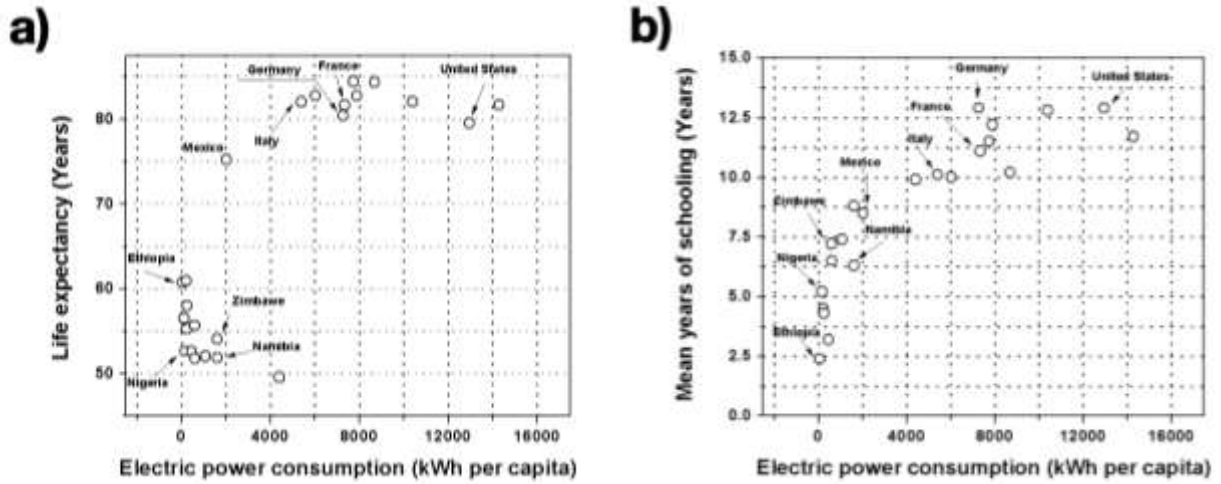 a)
Life expectancy (Years)
80
70
60
50
0
4000
8000
12000
16000
Electric power consumption (kWh per capita)
Germany
France
United States
Italy
Mexico
Ethiopia
Zimbawe
Namibia
Nigeria
b)
Mean years of schooling (Years)
15.0
12.5
10.0
7.5
5.0
2.5
0.0
0
4000
8000
12000
16000
Electric power consumption (kWh per capita)
Germany
United States
France
Italy
Mexico
Zimbawe
Namibia
Nigeria
Ethiopia